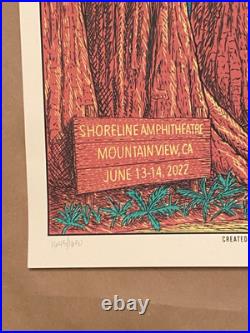 SHORELINE AMPHITHEATRE
MOUNTAIN VIEW, CA
JUNE 13-14, 2022
CREATED